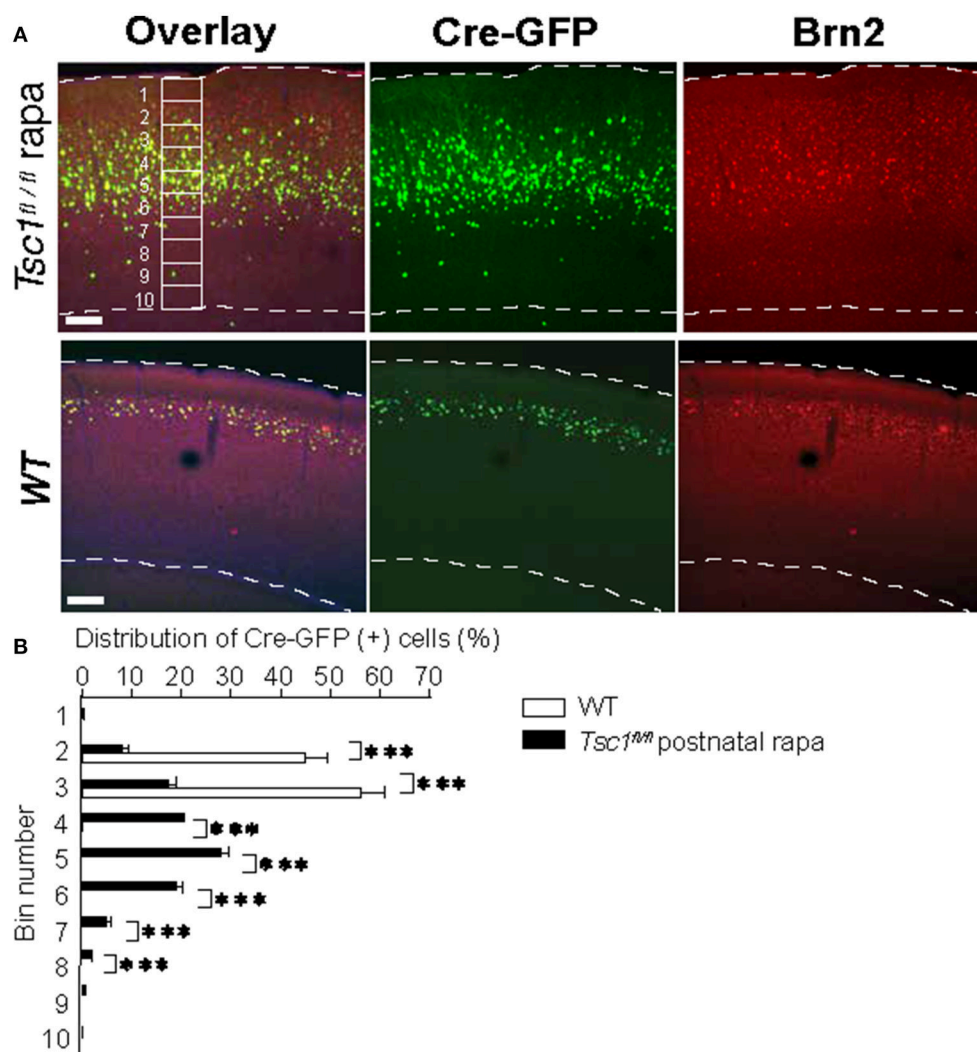 A
Overlay
Cre-GFP
Brn2
Tsc1fl/fl rapa
1
2
3
4
5
6
7
8
9
10
WT
B
Distribution of Cre-GFP (+) cells (%)
0 10 20 30 40 50 60 70
WT
Tsc1fl/fl postnatal rapa
Bin number
1
2 ***
3 ***
4 ***
5 ***
6 ***
7 ***
8 ***
9
10